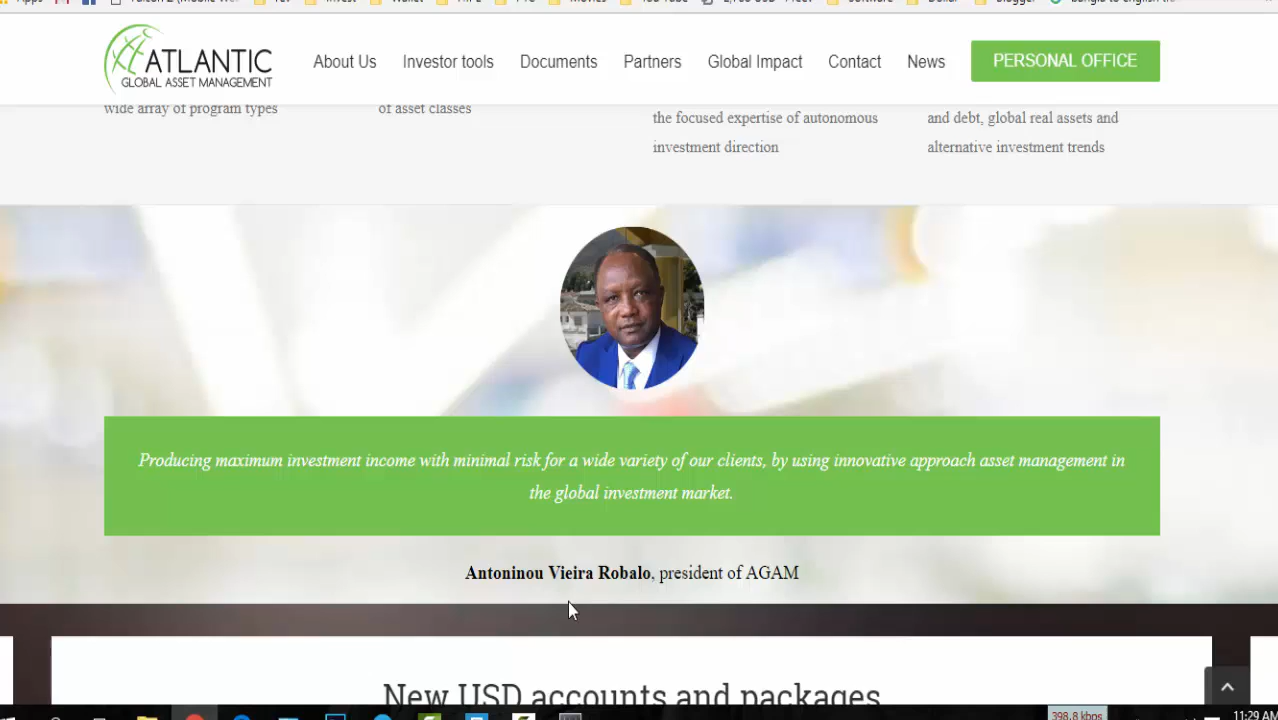 ATLANTIC
GLOBAL ASSET MANAGEMENT
About Us
Investor tools
Documents
Partners
Global Impact
Contact
News
PERSONAL OFFICE
wide array of program types
of asset classes
the focused expertise of autonomous
investment direction
and debt, global real assets and
alternative investment trends
Producing maximum investment income with minimal risk for a wide variety of our clients, by using innovative approach asset management in
the global investment market.
Antoninou Vieira Robalo, president of AGAM
New USD accounts and packages
398.8 kbps
11:29 AM